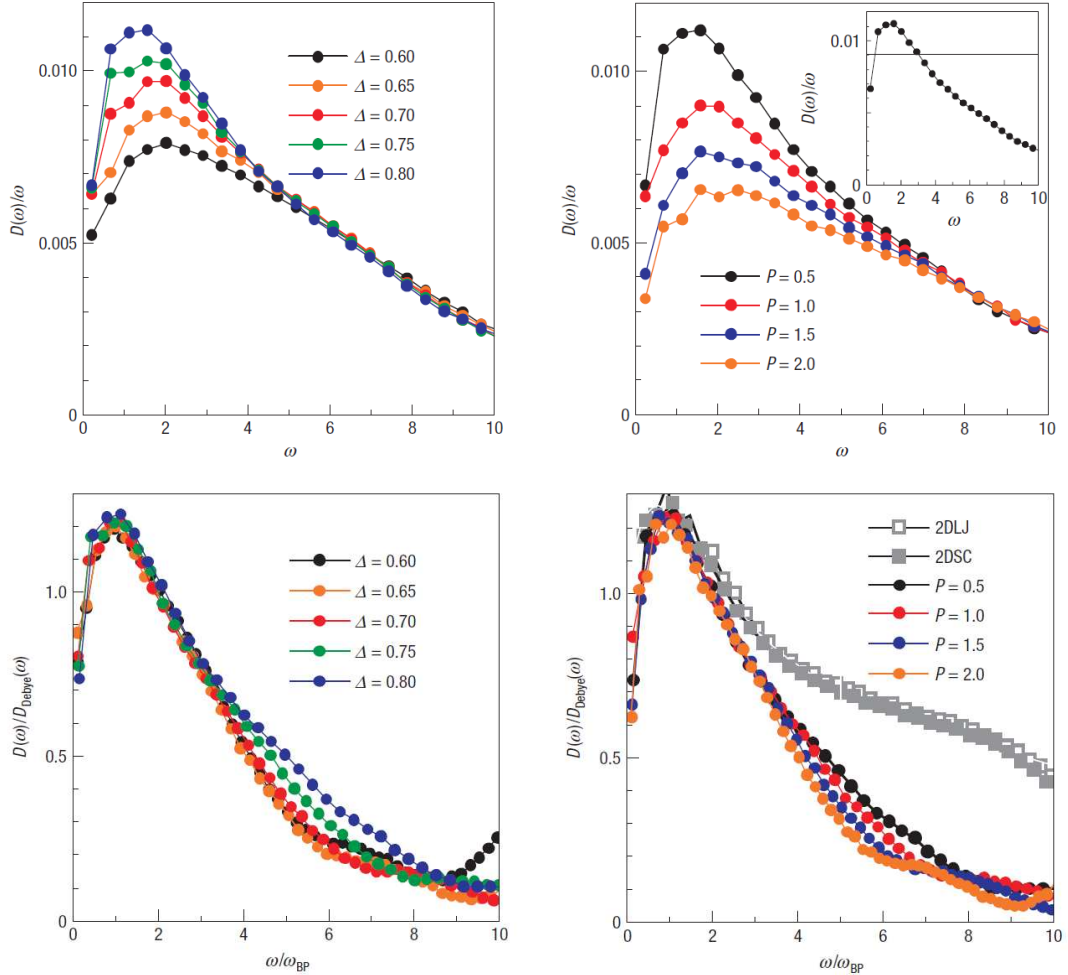 D(ω)/ω
0.010
0.005
0
0 2 4 6 8 10
ω
Δ = 0.60
Δ = 0.65
Δ = 0.70
Δ = 0.75
Δ = 0.80
D(ω)/ω
0.010
0.005
0
0 2 4 6 8 10
ω
P = 0.5
P = 1.0
P = 1.5
P = 2.0
D(ω)/ω
0.01
0
0 2 4 6 8 10
ω
D(ω)/D_Debye(ω)
1.0
0.5
0
0 2 4 6 8 10
ω/ω_BP
Δ = 0.60
Δ = 0.65
Δ = 0.70
Δ = 0.75
Δ = 0.80
D(ω)/D_Debye(ω)
1.0
0.5
0
0 2 4 6 8 10
ω/ω_BP
2DLJ
2DSC
P = 0.5
P = 1.0
P = 1.5
P = 2.0